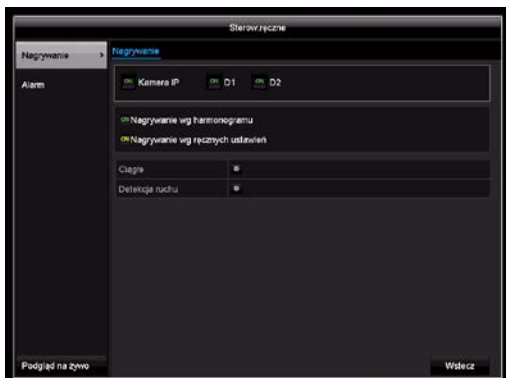 Sterow.ręczne
Nagrywanie >
Nagrywanie
Alarm
ON Kamera IP ON D1 ON D2
ON Nagrywanie wg harmonogramu
ON Nagrywanie wg ręcznych ustawień
Ciągłe
Detekcja ruchu
Podgląd na żywo
Wstecz